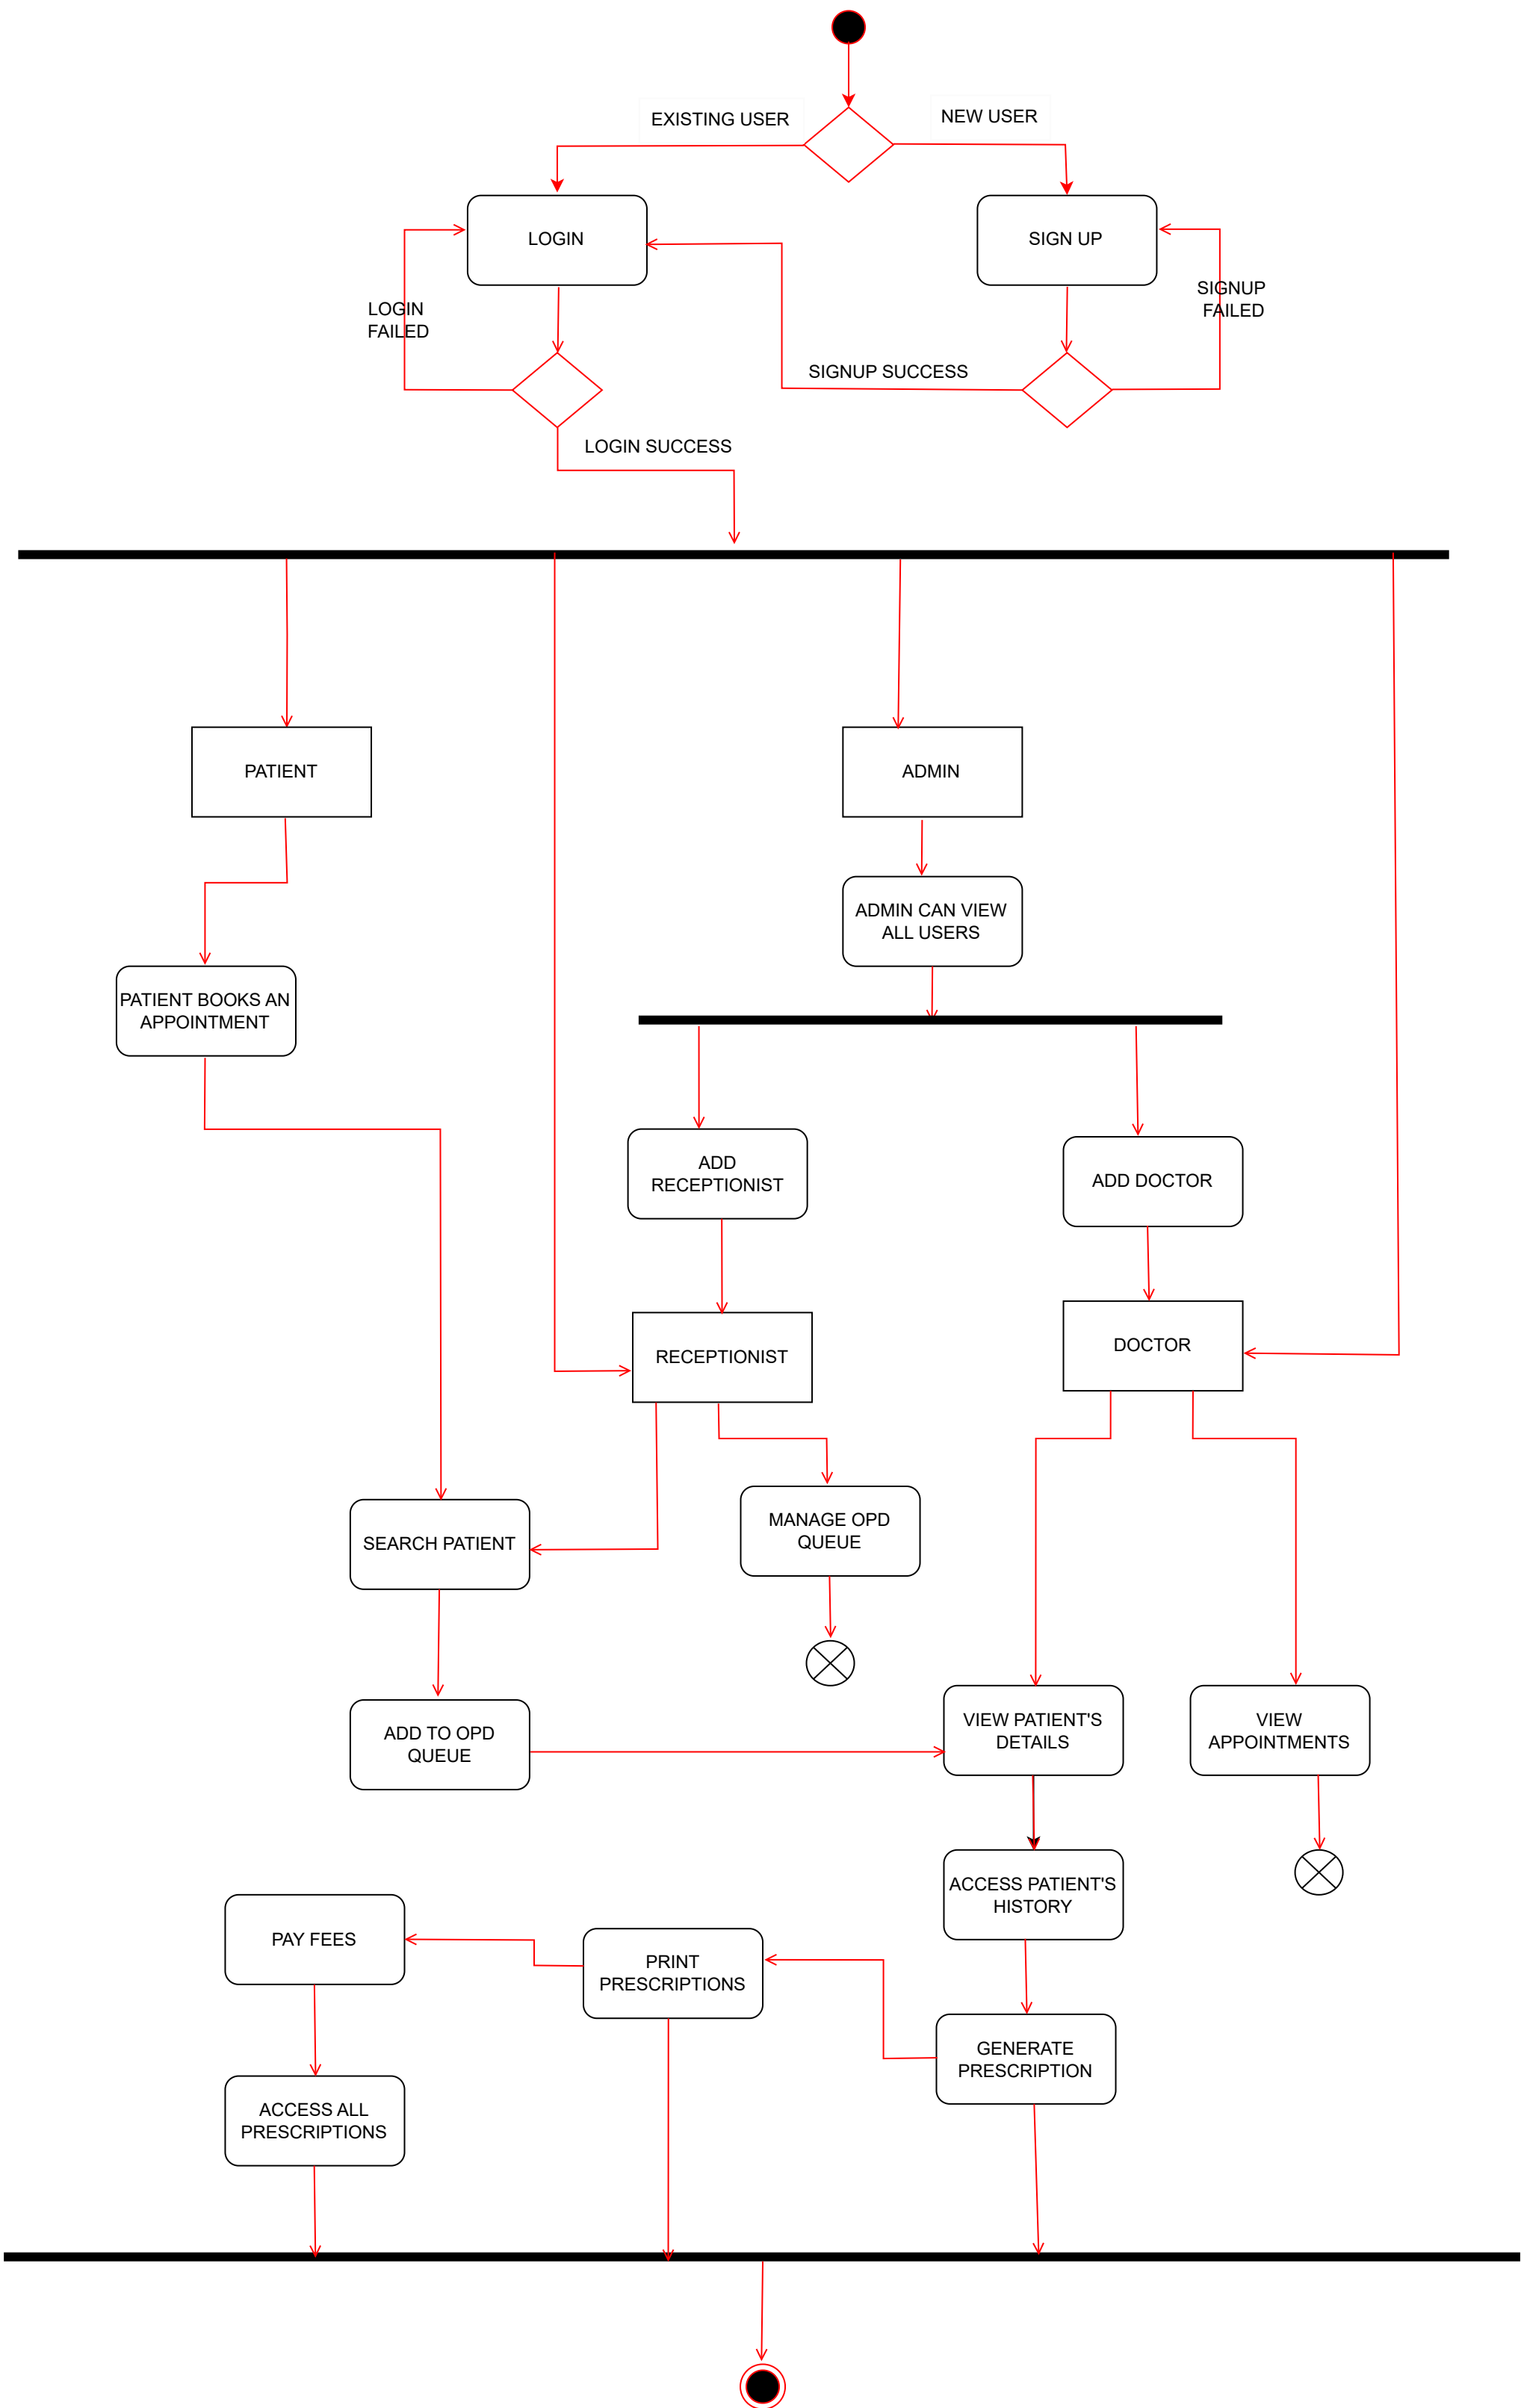 EXISTING USER
NEW USER
LOGIN
SIGN UP
LOGIN
FAILED
SIGNUP
FAILED
SIGNUP SUCCESS
LOGIN SUCCESS
PATIENT
ADMIN
ADMIN CAN VIEW
ALL USERS
PATIENT BOOKS AN
APPOINTMENT
ADD
RECEPTIONIST
ADD DOCTOR
RECEPTIONIST
DOCTOR
SEARCH PATIENT
MANAGE OPD
QUEUE
ADD TO OPD
QUEUE
VIEW PATIENT'S
DETAILS
VIEW
APPOINTMENTS
ACCESS PATIENT'S
HISTORY
PAY FEES
PRINT
PRESCRIPTIONS
GENERATE
PRESCRIPTION
ACCESS ALL
PRESCRIPTIONS